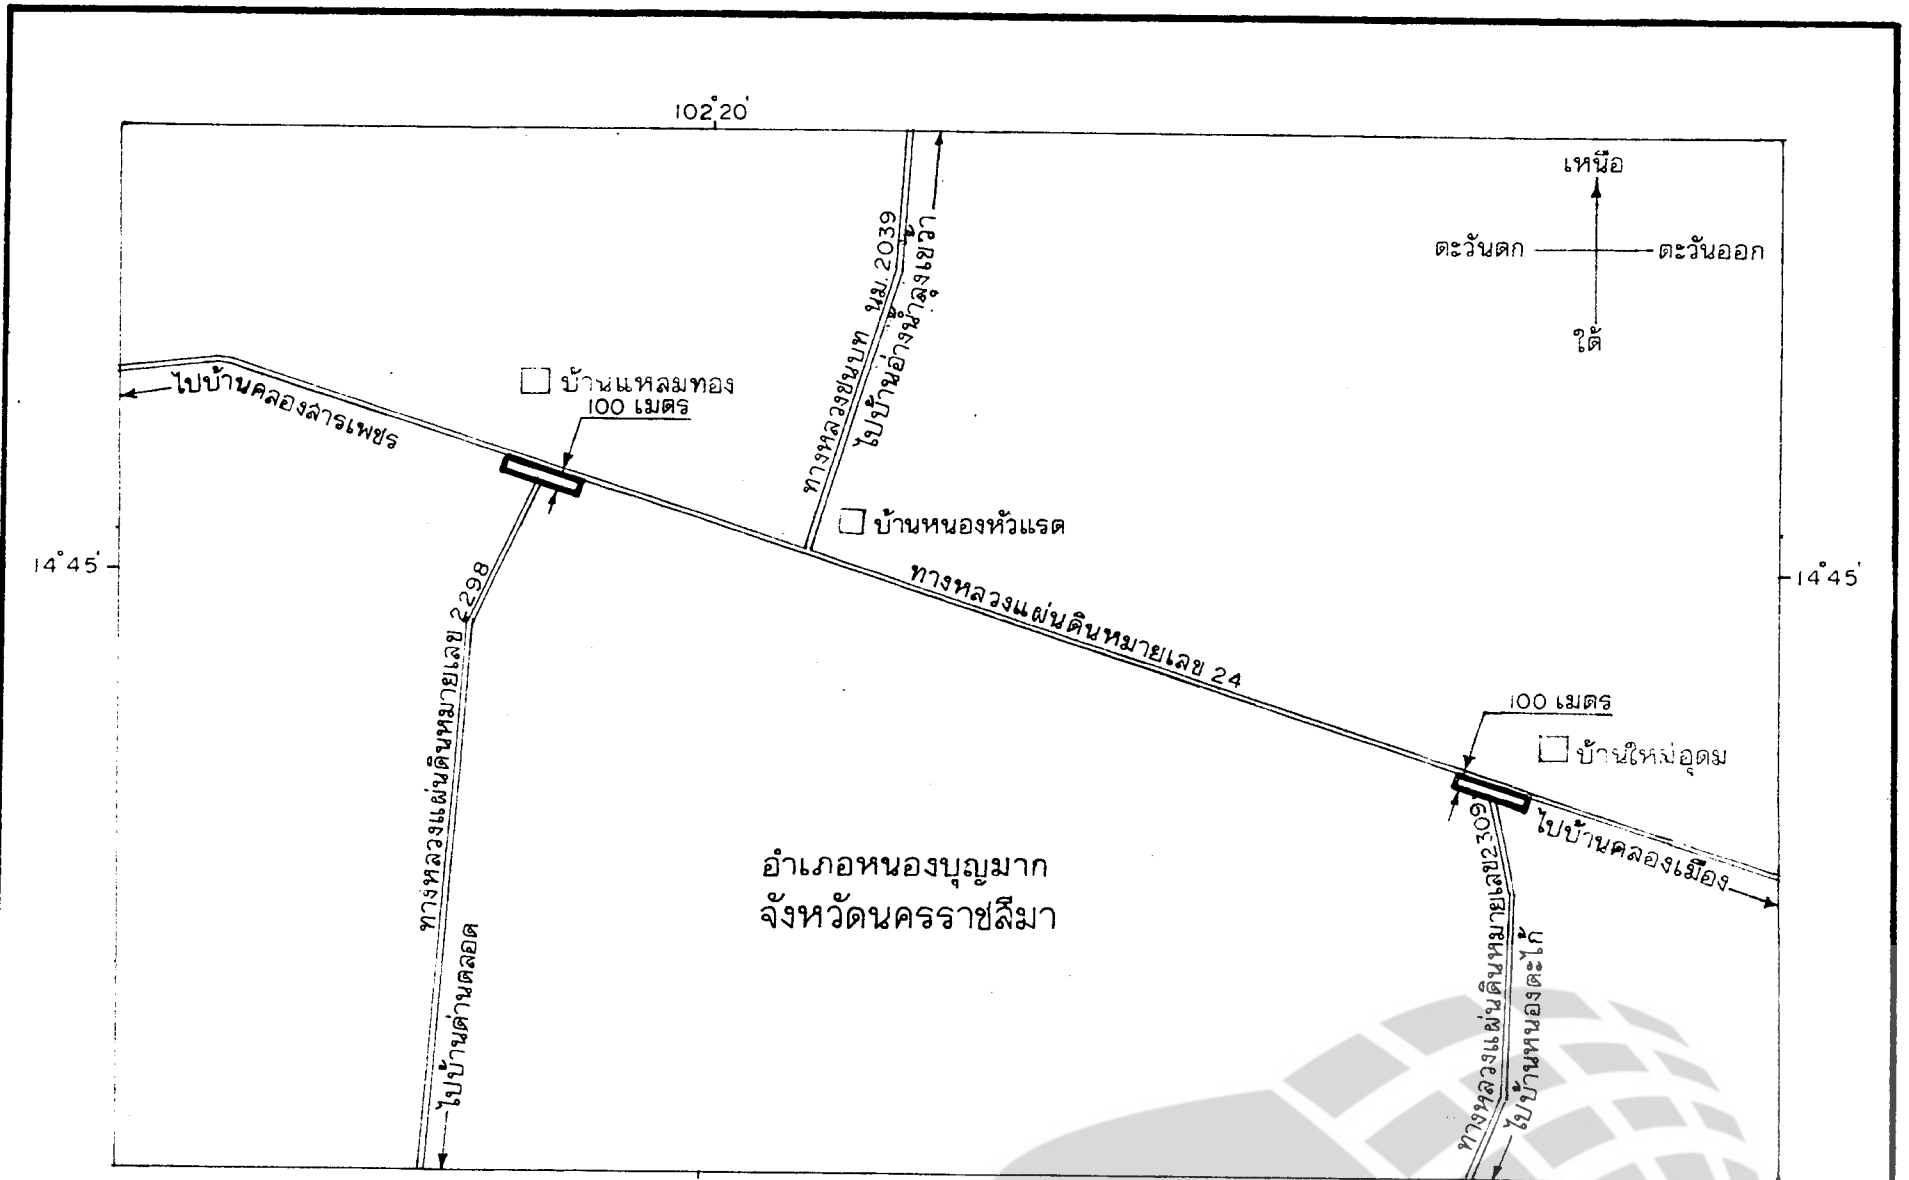 102°20'
เหนือ
ตะวันตก
ตะวันออก
ใต้
ทางหลวงชนบท นม.2039
ไปบ้านอ่างน้ำลุงเขวา
ไปบ้านคลองสารเพชร
บ้านแหลมทอง
100 เมตร
บ้านหนองหัวแรต
14°45'
14°45'
ทางหลวงแผ่นดินหมายเลข 24
ทางหลวงแผ่นดินหมายเลข 2298
ไปบ้านด่านตลอด
100 เมตร
บ้านใหม่อุดม
ไปบ้านคลองเมือง
อำเภอหนองบุญมาก
จังหวัดนครราชสีมา
ทางหลวงแผ่นดินหมายเลข2309
ไปบ้านหนองตะไก้